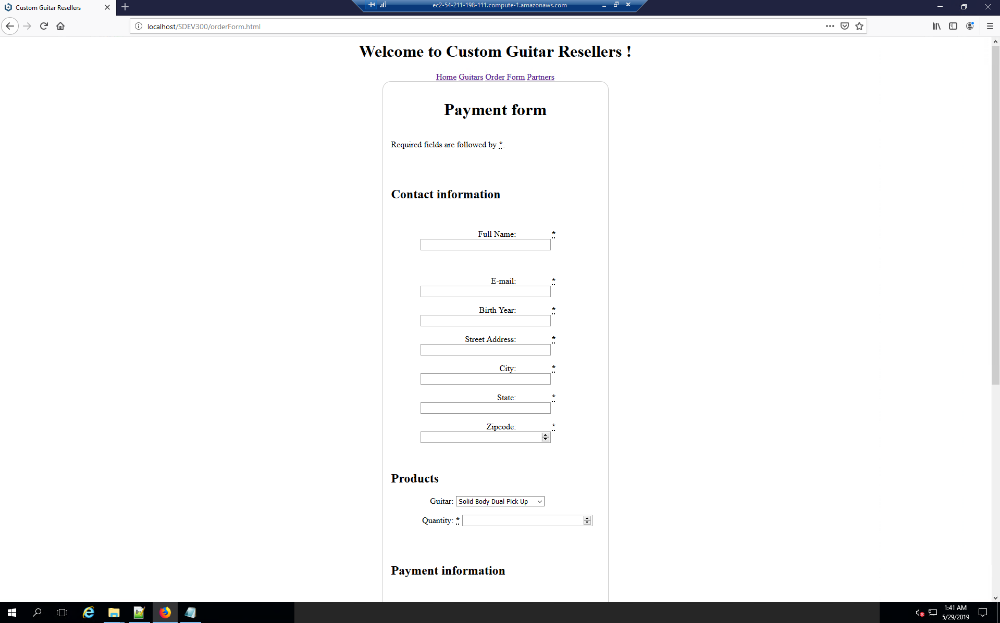 Custom Guitar Resellers
ec2-54-211-198-111.compute-1.amazonaws.com
localhost/SDEV300/orderForm.html
Welcome to Custom Guitar Resellers !
Home Guitars Order Form Partners
Payment form
Required fields are followed by *.
Contact information
Full Name: *
E-mail: *
Birth Year: *
Street Address: *
City: *
State: *
Zipcode: *
Products
Guitar: Solid Body Dual Pick Up
Quantity: *
Payment information
1:41 AM
5/29/2019